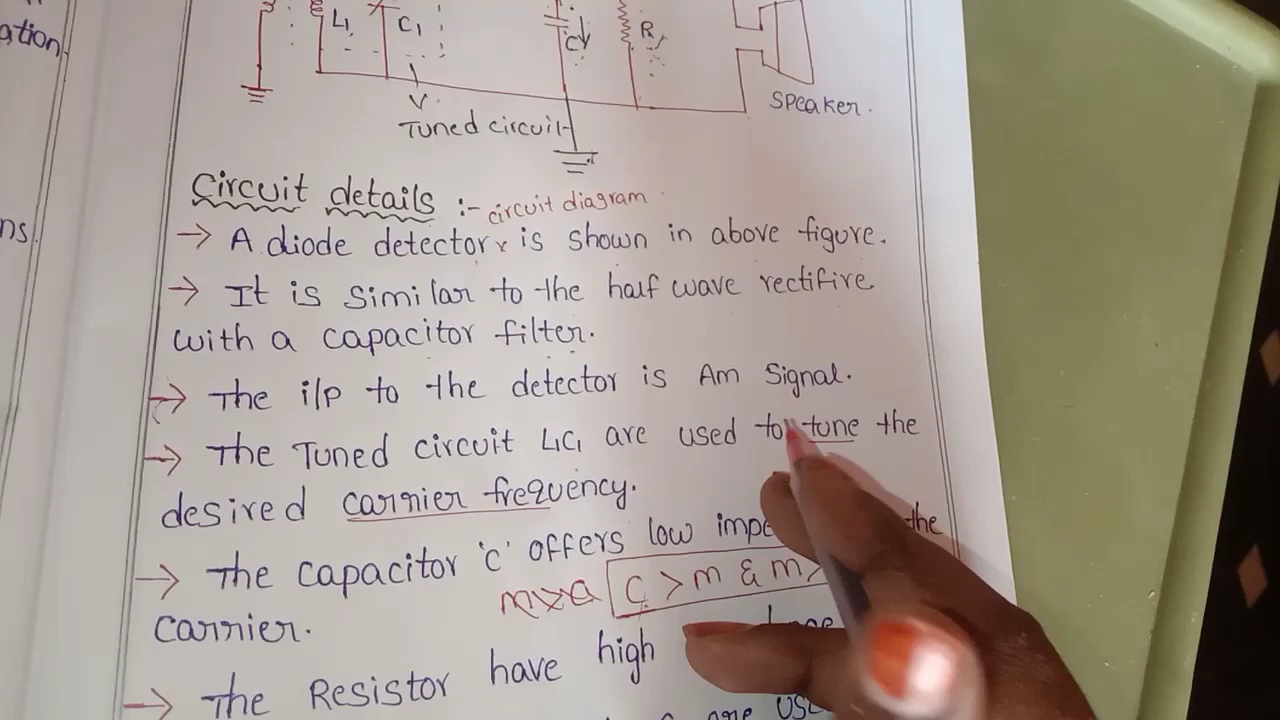 ation
ns.
L1 C1 C R1
Tuned circuit
Speaker.
Circuit details :- circuit diagram
→ A diode detector is shown in above figure.
→ It is similar to the half wave rectifire
with a capacitor filter.
→ The i/p to the detector is Am Signal.
→ The Tuned circuit L1C1 are used to tune the
desired carrier frequency.
→ The capacitor 'c' offers low the
C > m & m >
carrier.
→ The Resistor have high
are